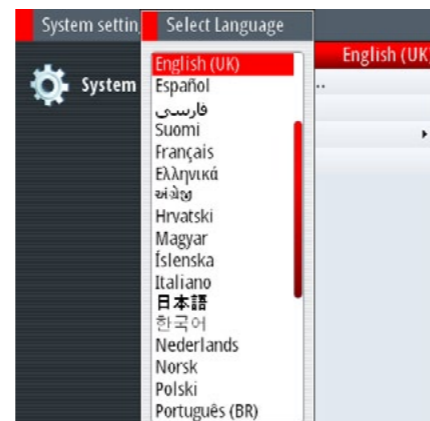 System settin
Select Language
English (UK)
System
English (UK)
Español
..
فارسی
Suomi
Français
Ελληνικά
અંગ્રેજી
Hrvatski
Magyar
Íslenska
Italiano
日本語
한국어
Nederlands
Norsk
Polski
Português (BR)